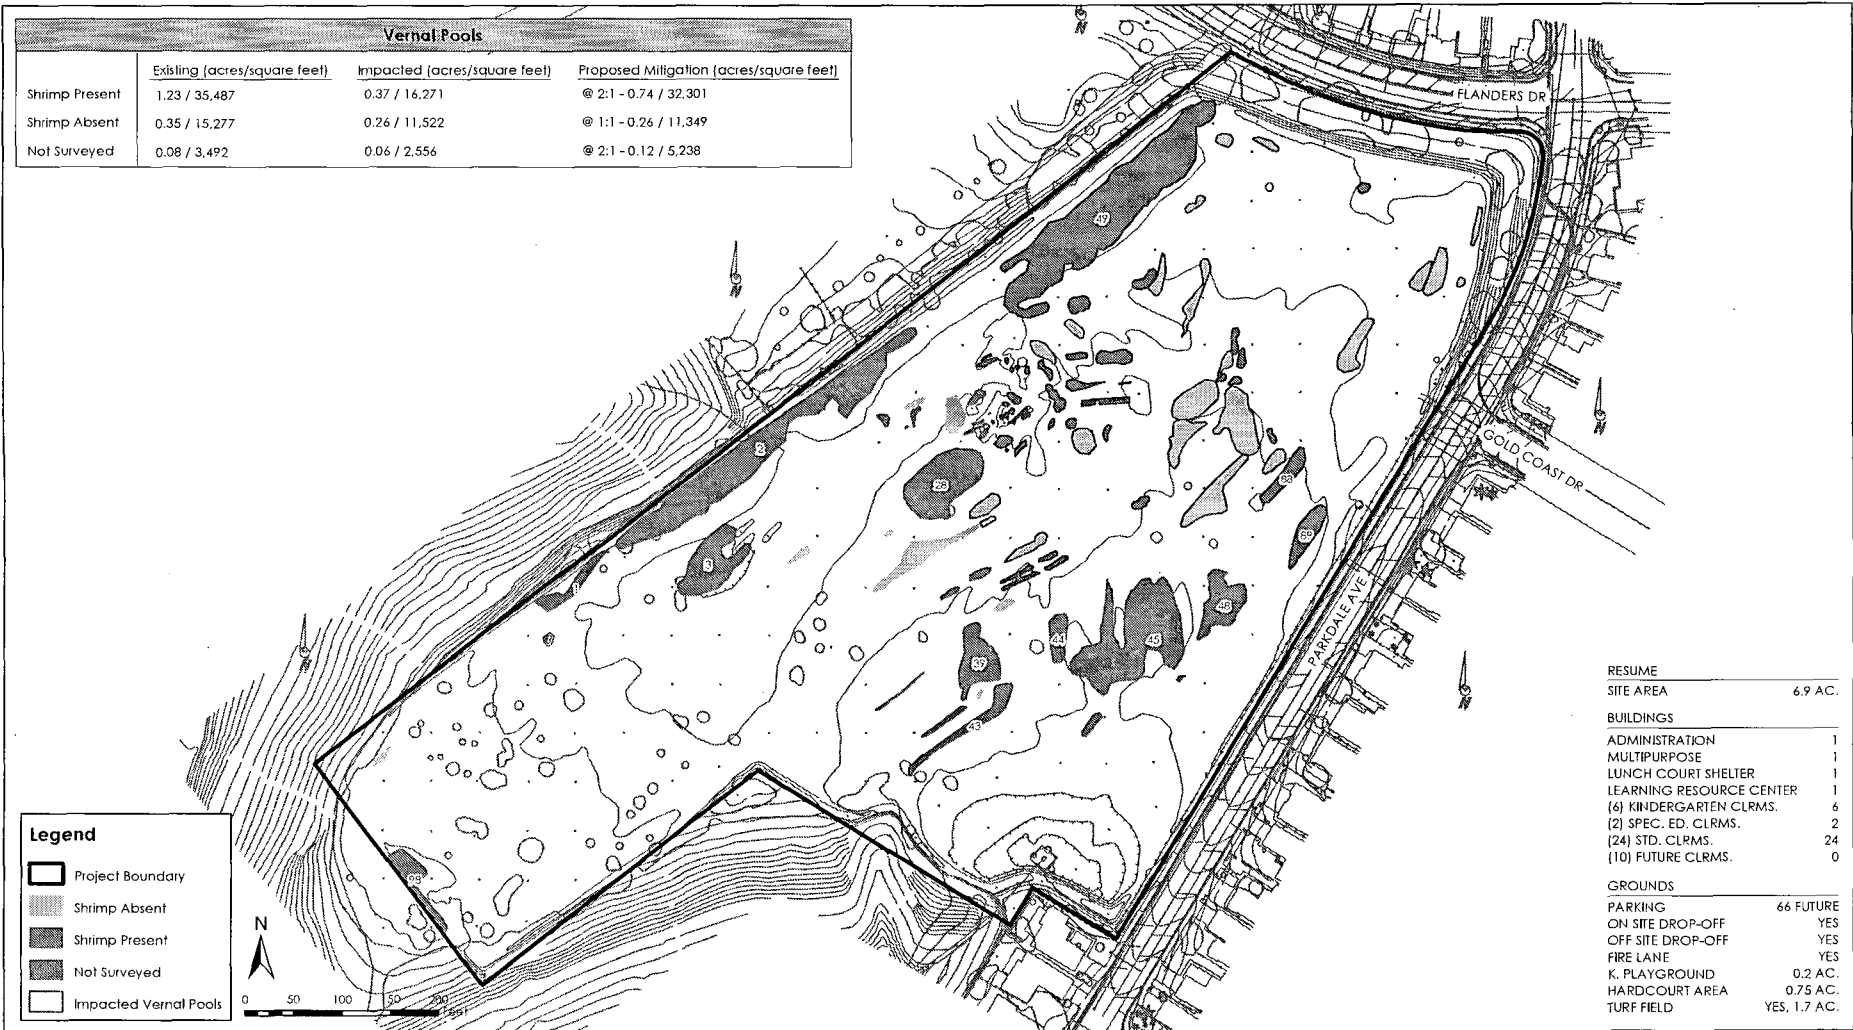 Vernal Pools
Existing (acres/square feet) Impacted (acres/square feet) Proposed Mitigation (acres/square feet)
Shrimp Present 1.23 / 35,487 0.37 / 16,271 @ 2:1 - 0.74 / 32,301
Shrimp Absent 0.35 / 15,277 0.26 / 11,522 @ 1:1 - 0.26 / 11,349
Not Surveyed 0.08 / 3,492 0.06 / 2,556 @ 2:1 - 0.12 / 5,238
N
FLANDERS DR
49
N
N
2
GOLD COAST DR
28
88
69
3
1
48
PARKDALE AVE
44
45
N
39
N
43
99
RESUME
SITE AREA 6.9 AC.
BUILDINGS
ADMINISTRATION 1
MULTIPURPOSE 1
LUNCH COURT SHELTER 1
LEARNING RESOURCE CENTER 1
(6) KINDERGARTEN CLRMS. 6
(2) SPEC. ED. CLRMS. 2
(24) STD. CLRMS. 24
(10) FUTURE CLRMS. 0
GROUNDS
PARKING 66 FUTURE
ON SITE DROP-OFF YES
OFF SITE DROP-OFF YES
FIRE LANE YES
K. PLAYGROUND 0.2 AC.
HARDCOURT AREA 0.75 AC.
TURF FIELD YES, 1.7 AC.
Legend
Project Boundary
Shrimp Absent
Shrimp Present
Not Surveyed
Impacted Vernal Pools
N
0 50 100 50 200
Feet